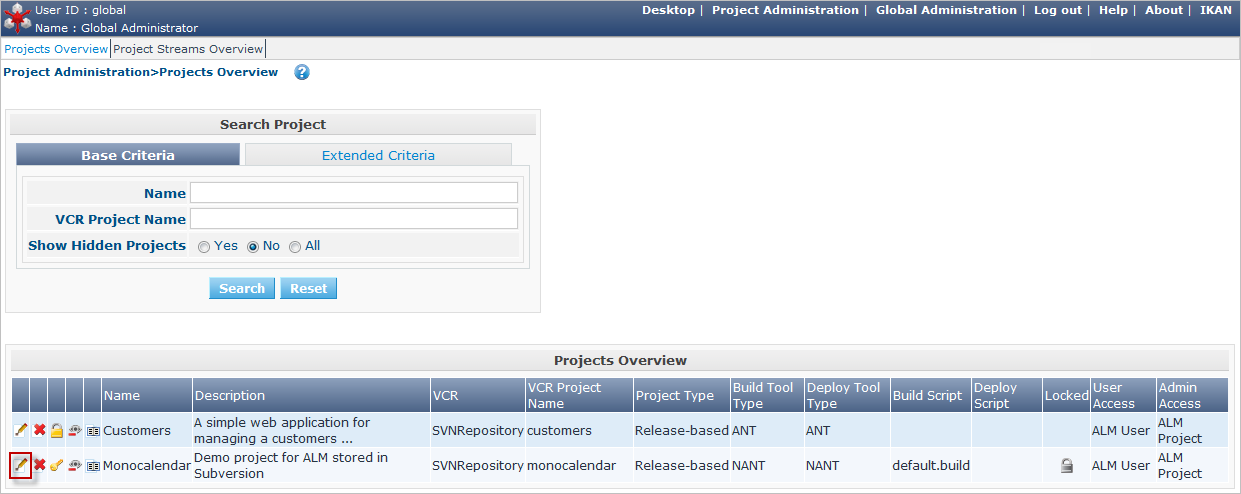 User ID : global
Name : Global Administrator
Desktop | Project Administration | Global Administration | Log out | Help | About | IKAN
Projects Overview Project Streams Overview
Project Administration>Projects Overview ?
Search Project
Base Criteria Extended Criteria
Name
VCR Project Name
Show Hidden Projects Yes No All
Search Reset
Projects Overview
Name Description VCR VCR Project Name Project Type Build Tool Type Deploy Tool Type Build Script Deploy Script Locked User Access Admin Access
Customers A simple web application for managing a customers ... SVNRepository customers Release-based ANT ANT ALM User ALM Project
Monocalendar Demo project for ALM stored in Subversion SVNRepository monocalendar Release-based NANT NANT default.build ALM User ALM Project